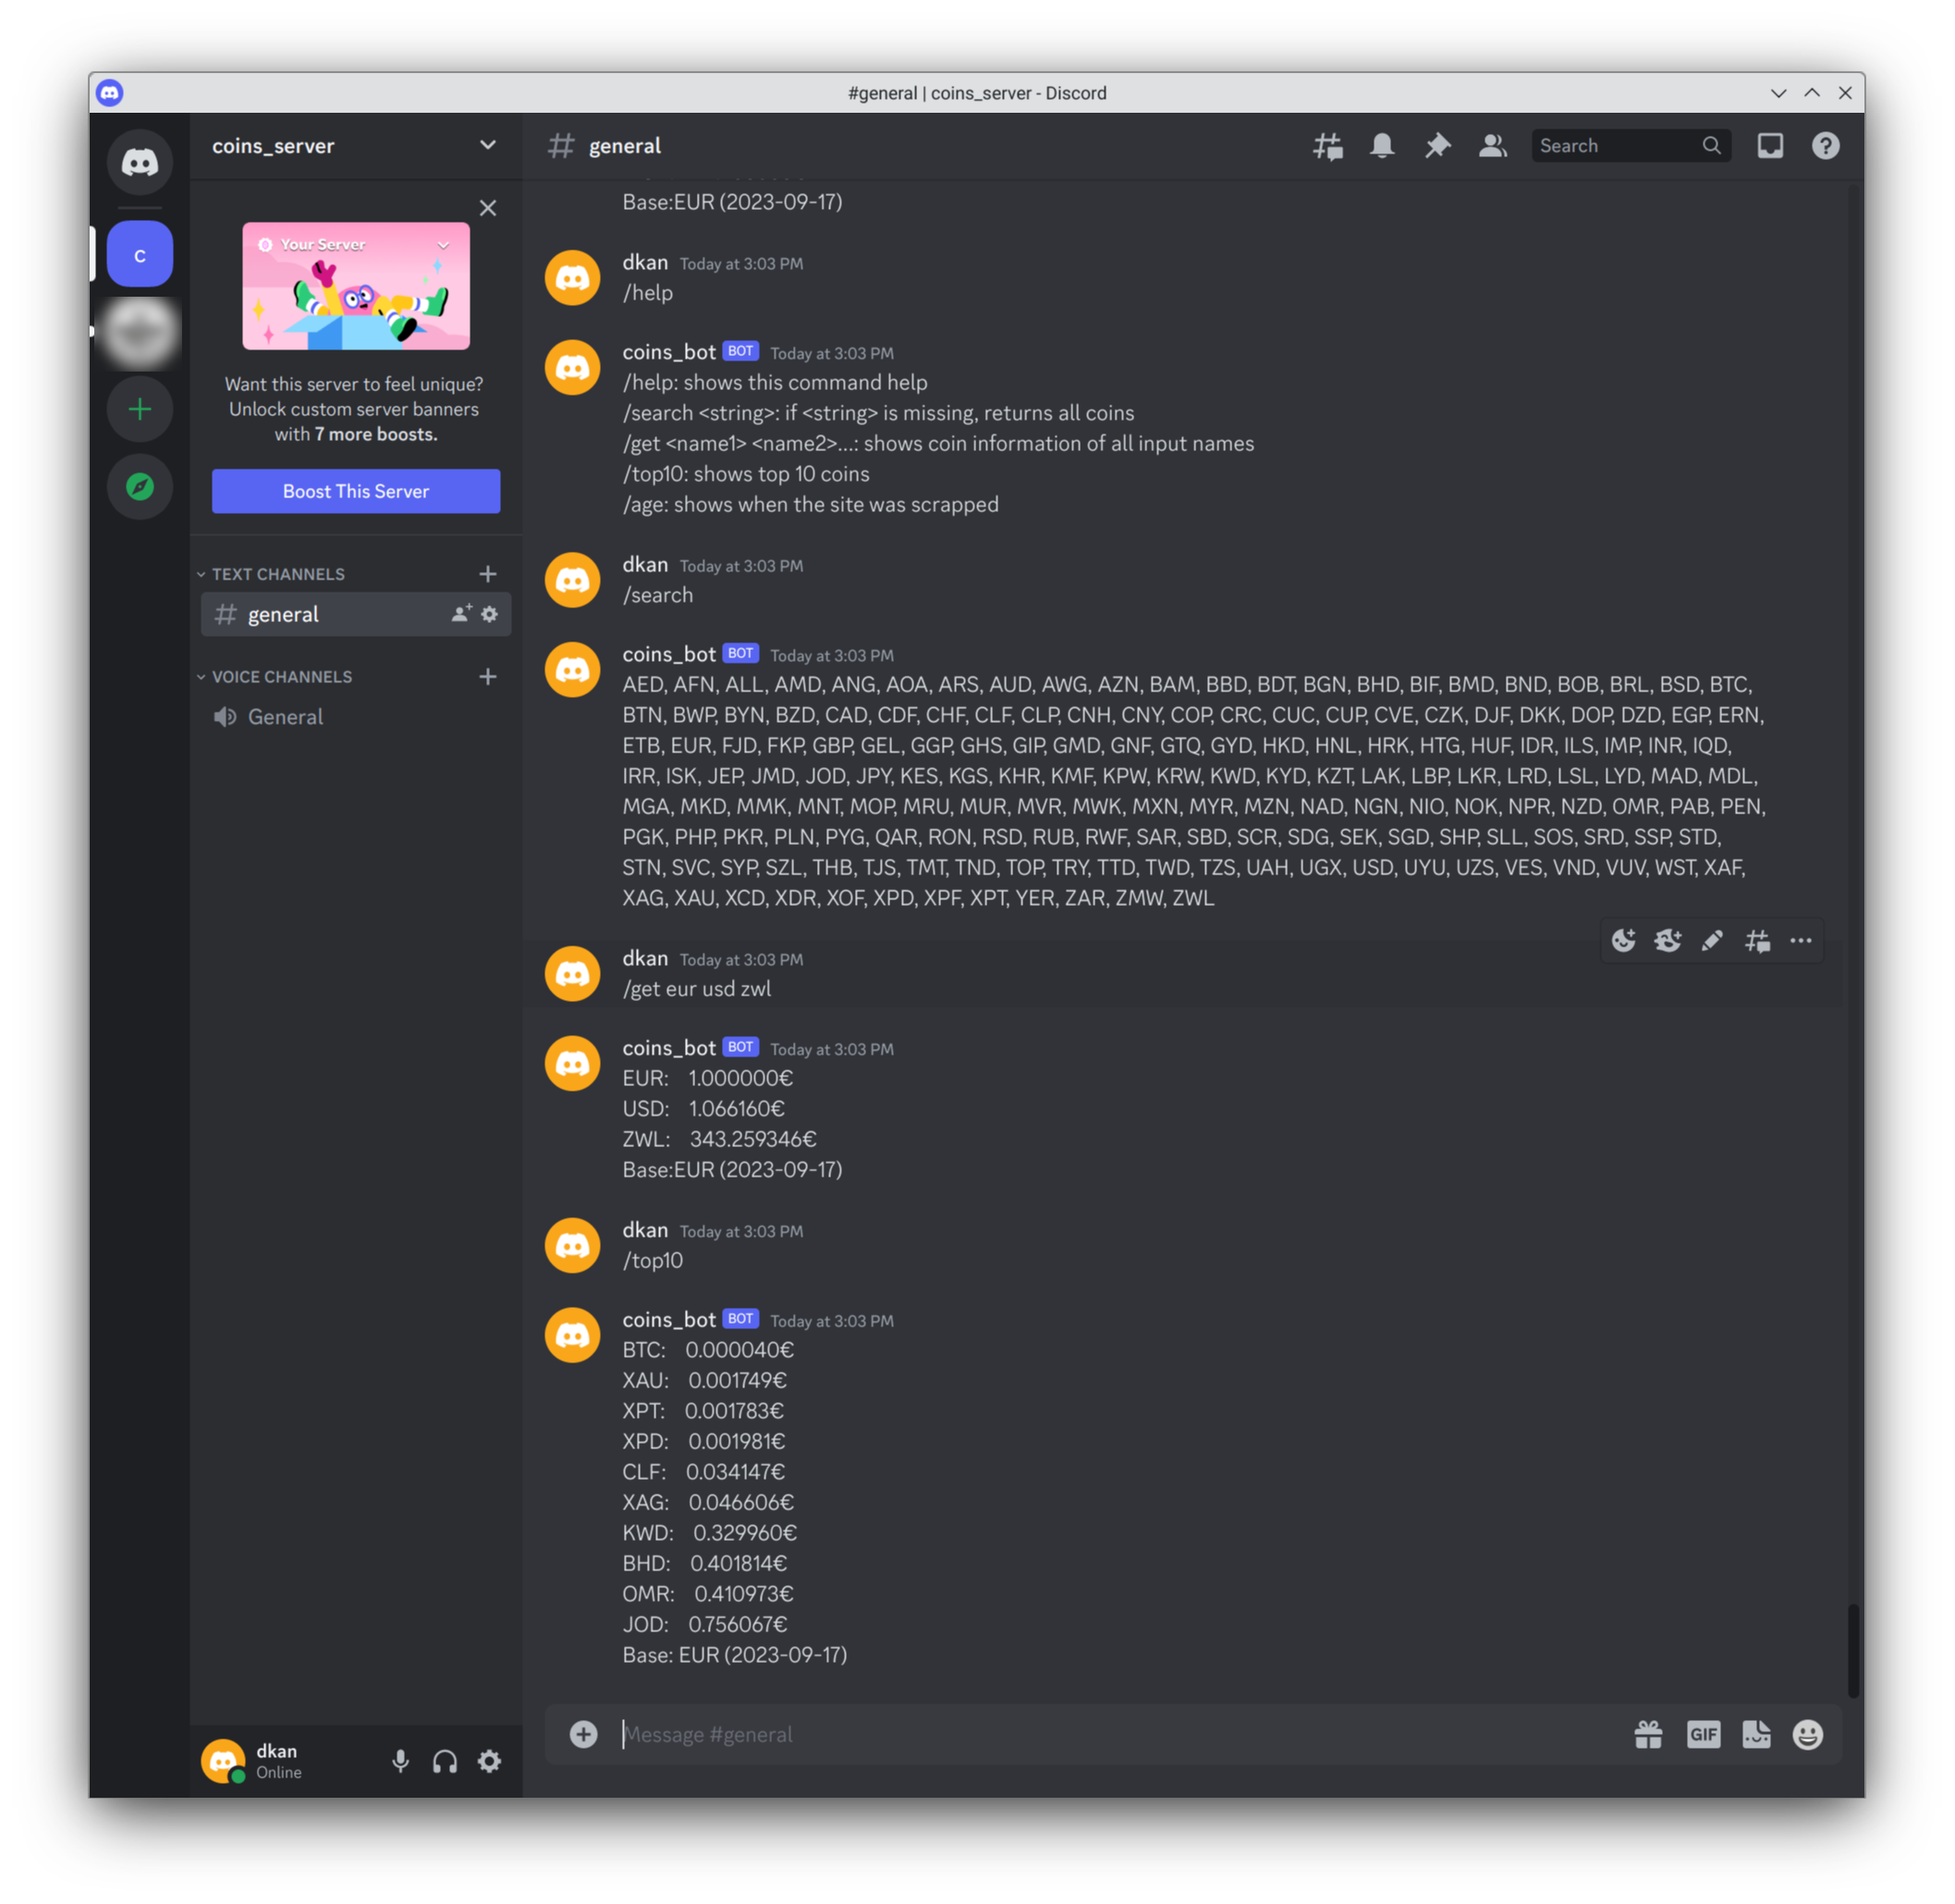 #general | coins_server - Discord
coins_server
general
Search
C
Your Server
Want this server to feel unique?
Unlock custom server banners
with 7 more boosts.
Boost This Server
TEXT CHANNELS
general
VOICE CHANNELS
General
Base:EUR (2023-09-17)
dkan Today at 3:03 PM
/help
coins_bot BOT Today at 3:03 PM
/help: shows this command help
/search <string>: if <string> is missing, returns all coins
/get <name1> <name2>...: shows coin information of all input names
/top10: shows top 10 coins
/age: shows when the site was scrapped
dkan Today at 3:03 PM
/search
coins_bot BOT Today at 3:03 PM
AED, AFN, ALL, AMD, ANG, AOA, ARS, AUD, AWG, AZN, BAM, BBD, BDT, BGN, BHD, BIF, BMD, BND, BOB, BRL, BSD, BTC,
BTN, BWP, BYN, BZD, CAD, CDF, CHF, CLF, CLP, CNH, CNY, COP, CRC, CUC, CUP, CVE, CZK, DJF, DKK, DOP, DZD, EGP, ERN,
ETB, EUR, FJD, FKP, GBP, GEL, GGP, GHS, GIP, GMD, GNF, GTQ, GYD, HKD, HNL, HRK, HTG, HUF, IDR, ILS, IMP, INR, IQD,
IRR, ISK, JEP, JMD, JOD, JPY, KES, KGS, KHR, KMF, KPW, KRW, KWD, KYD, KZT, LAK, LBP, LKR, LRD, LSL, LYD, MAD, MDL,
MGA, MKD, MMK, MNT, MOP, MRU, MUR, MVR, MWK, MXN, MYR, MZN, NAD, NGN, NIO, NOK, NPR, NZD, OMR, PAB, PEN,
PGK, PHP, PKR, PLN, PYG, QAR, RON, RSD, RUB, RWF, SAR, SBD, SCR, SDG, SEK, SGD, SHP, SLL, SOS, SRD, SSP, STD,
STN, SVC, SYP, SZL, THB, TJS, TMT, TND, TOP, TRY, TTD, TWD, TZS, UAH, UGX, USD, UYU, UZS, VES, VND, VUV, WST, XAF,
XAG, XAU, XCD, XDR, XOF, XPD, XPF, XPT, YER, ZAR, ZMW, ZWL
dkan Today at 3:03 PM
/get eur usd zwl
coins_bot BOT Today at 3:03 PM
EUR: 1.000000€
USD: 1.066160€
ZWL: 343.259346€
Base:EUR (2023-09-17)
dkan Today at 3:03 PM
/top10
coins_bot BOT Today at 3:03 PM
BTC: 0.000040€
XAU: 0.001749€
XPT: 0.001783€
XPD: 0.001981€
CLF: 0.034147€
XAG: 0.046606€
KWD: 0.329960€
BHD: 0.401814€
OMR: 0.410973€
JOD: 0.756067€
Base: EUR (2023-09-17)
Message #general
GIF
dkan
Online